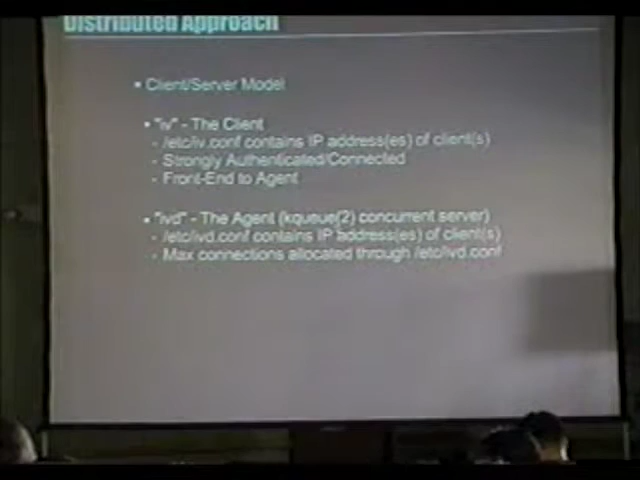 Distributed Approach
• Client/Server Model
• "iv" - The Client
- /etc/iv.conf contains IP address(es) of client(s)
- Strongly Authenticated/Connected
- Front-End to Agent
• "ivd" - The Agent (kqueue(2) concurrent server)
- /etc/ivd.conf contains IP address(es) of client(s)
- Max connections allocated through /etc/ivd.conf